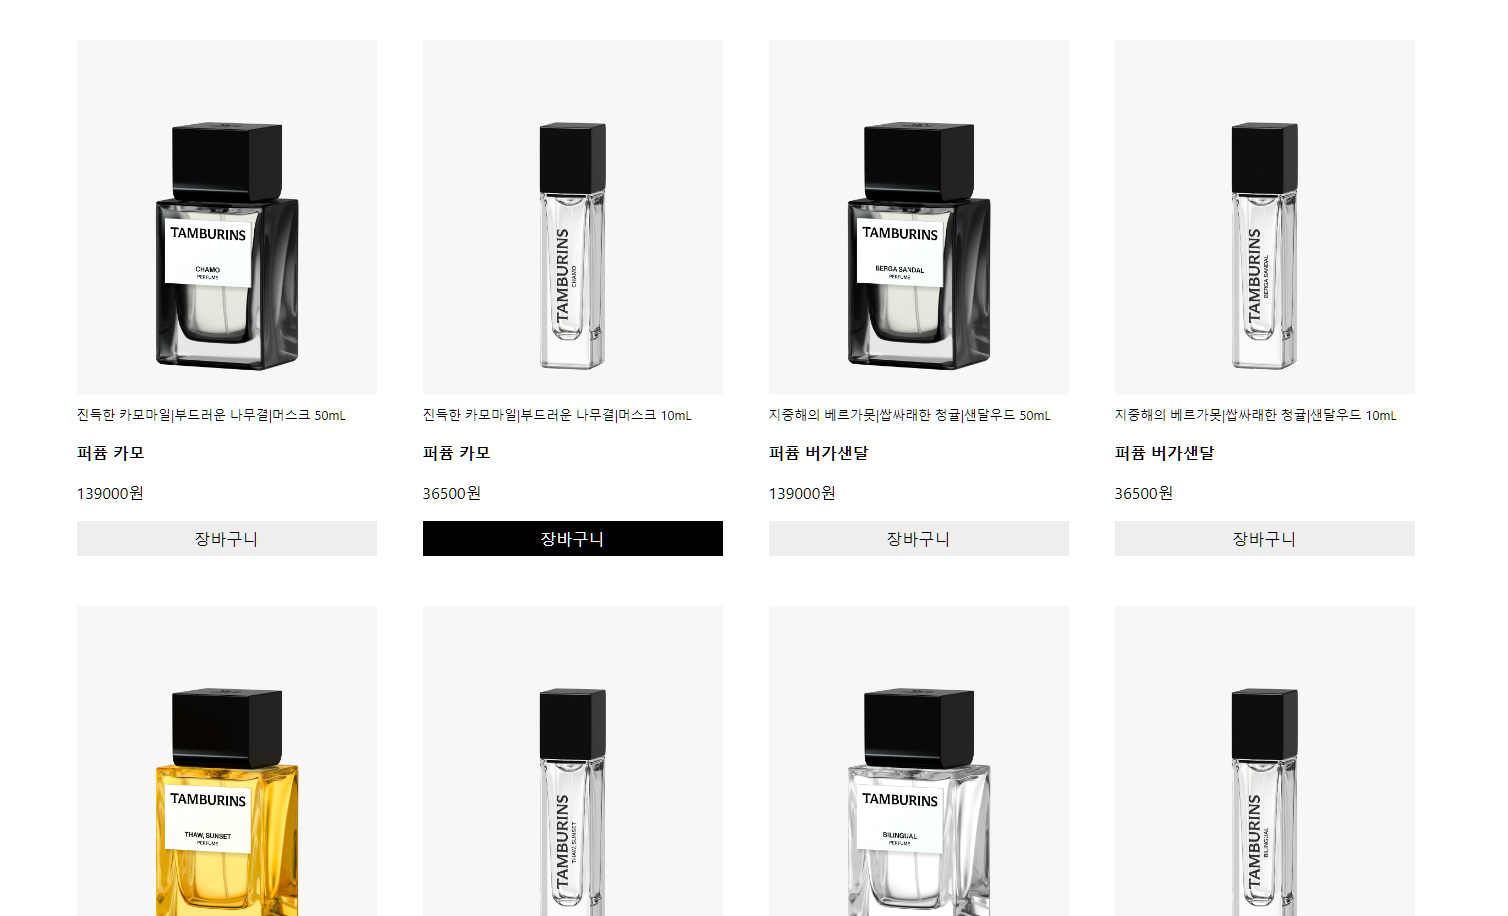 TAMBURINS
CHAMO
PERFUME
TAMBURINS
CHAMO
TAMBURINS
BERGA SANDAL
PERFUME
TAMBURINS
BERGA SANDAL
진득한 카모마일|부드러운 나무결|머스크 50mL
진득한 카모마일|부드러운 나무결|머스크 10mL
지중해의 베르가못|쌉싸래한 청귤|샌달우드 50mL
지중해의 베르가못|쌉싸래한 청귤|샌달우드 10mL
퍼퓸 카모
퍼퓸 카모
퍼퓸 버가샌달
퍼퓸 버가샌달
139000원
36500원
139000원
36500원
장바구니
장바구니
장바구니
장바구니
TAMBURINS
THAW, SUNSET
PERFUME
TAMBURINS
THAW, SUNSET
TAMBURINS
BILINGUAL
PERFUME
TAMBURINS
BILINGUAL